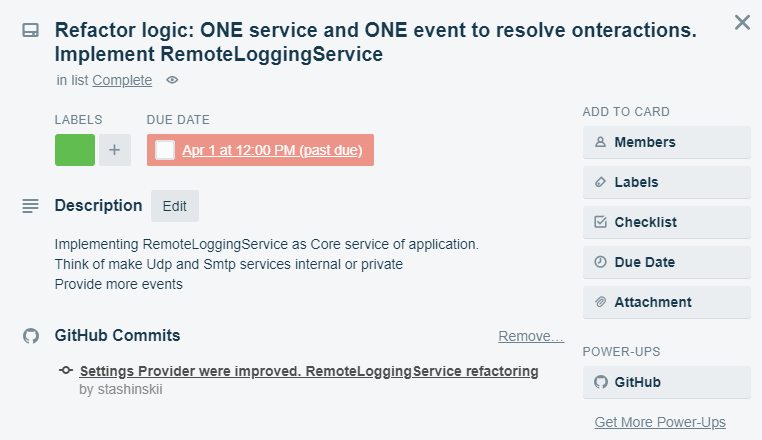 Refactor logic: ONE service and ONE event to resolve onteractions.
Implement RemoteLoggingService
in list Complete
LABELS
DUE DATE
+
Apr 1 at 12:00 PM (past due)
Description
Edit
Implementing RemoteLoggingService as Core service of application.
Think of make Udp and Smtp services internal or private
Provide more events
GitHub Commits
Remove…
Settings Provider were improved. RemoteLoggingService refactoring
by stashinskii
ADD TO CARD
Members
Labels
Checklist
Due Date
Attachment
POWER-UPS
GitHub
Get More Power-Ups